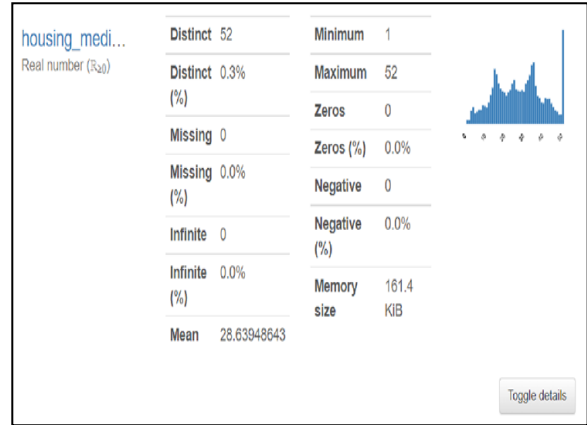 housing_medi...
Real number (ℝ≥0)
Distinct 52
Distinct 0.3%
(%)
Missing 0
Missing 0.0%
(%)
Infinite 0
Infinite 0.0%
(%)
Mean 28.63948643
Minimum 1
Maximum 52
Zeros 0
Zeros (%) 0.0%
Negative 0
Negative 0.0%
(%)
Memory 161.4
size KiB
Toggle details